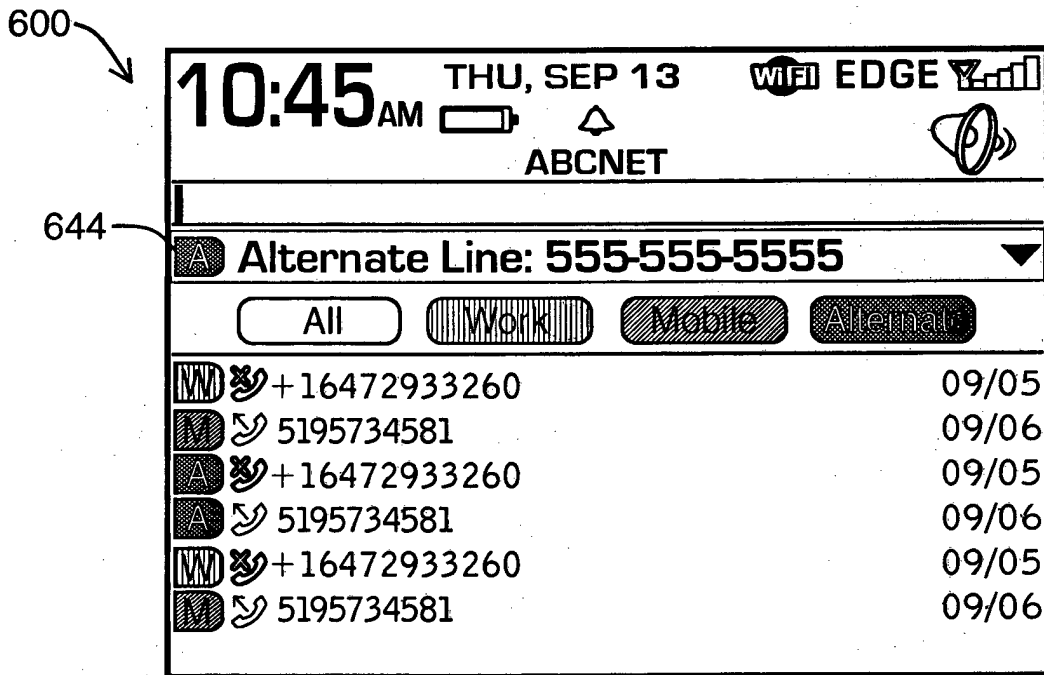 600
10:45AM THU, SEP 13 WiFi EDGE
ABCNET
644
A Alternate Line: 555-555-5555
All Work Mobile Alternate
W +16472933260 09/05
M 5195734581 09/06
A +16472933260 09/05
A 5195734581 09/06
W +16472933260 09/05
M 5195734581 09/06